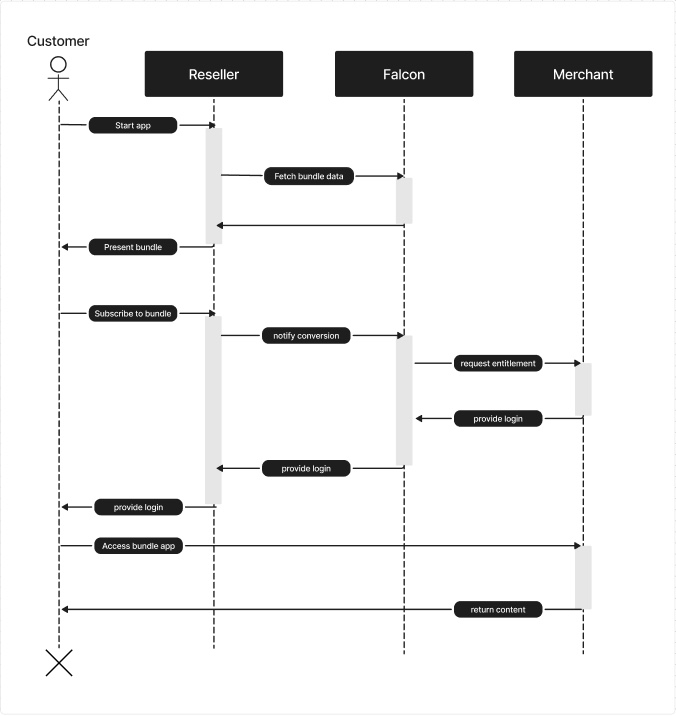 Customer
Reseller
Falcon
Merchant
Start app
Fetch bundle data
Present bundle
Subscribe to bundle
notify conversion
request entitlement
provide login
provide login
provide login
Access bundle app
return content